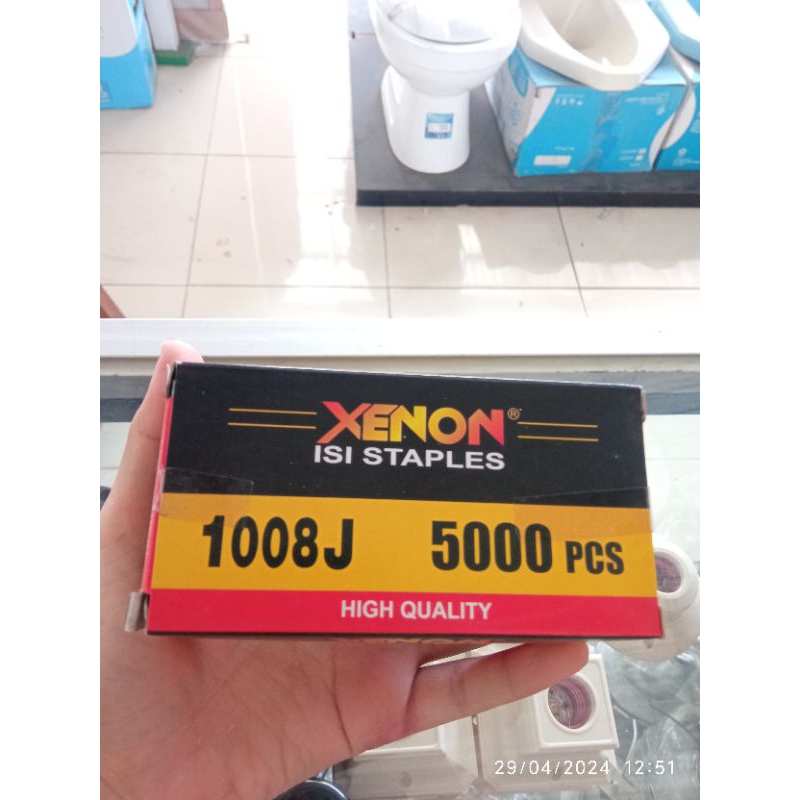 XENON®
ISI STAPLES
1008J 5000 PCS
HIGH QUALITY
29/04/2024 12:51